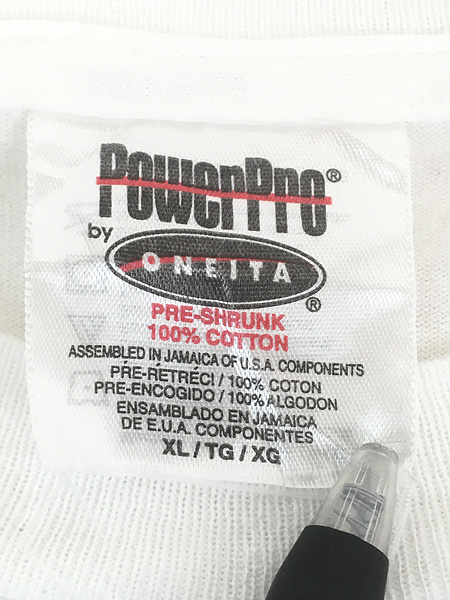 PowerPro®
by ONEITA®
PRE-SHRUNK
100% COTTON
ASSEMBLED IN JAMAICA OF U.S.A. COMPONENTS
PRÉ-RETRÉCI / 100% COTON
PRE-ENCOGIDO / 100% ALGODON
ENSAMBLADO EN JAMAICA
DE E.U.A. COMPONENTES
XL / TG / XG